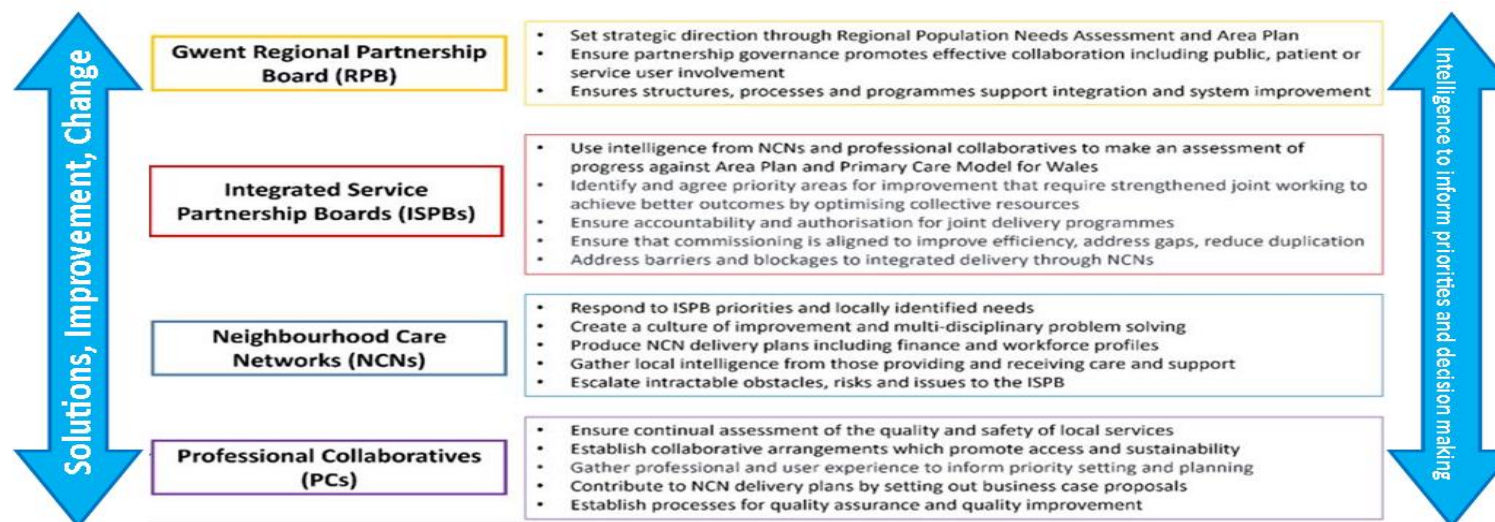 Solutions, Improvement, Change
Gwent Regional Partnership
Board (RPB)
• Set strategic direction through Regional Population Needs Assessment and Area Plan
• Ensure partnership governance promotes effective collaboration including public, patient or
service user involvement
• Ensures structures, processes and programmes support integration and system improvement
Integrated Service
Partnership Boards (ISPBs)
• Use intelligence from NCNs and professional collaboratives to make an assessment of
progress against Area Plan and Primary Care Model for Wales
• Identify and agree priority areas for improvement that require strengthened joint working to
achieve better outcomes by optimising collective resources
• Ensure accountability and authorisation for joint delivery programmes
• Ensure that commissioning is aligned to improve efficiency, address gaps, reduce duplication
• Address barriers and blockages to integrated delivery through NCNs
Neighbourhood Care
Networks (NCNs)
• Respond to ISPB priorities and locally identified needs
• Create a culture of improvement and multi-disciplinary problem solving
• Produce NCN delivery plans including finance and workforce profiles
• Gather local intelligence from those providing and receiving care and support
• Escalate intractable obstacles, risks and issues to the ISPB
Professional Collaboratives
(PCs)
• Ensure continual assessment of the quality and safety of local services
• Establish collaborative arrangements which promote access and sustainability
• Gather professional and user experience to inform priority setting and planning
• Contribute to NCN delivery plans by setting out business case proposals
• Establish processes for quality assurance and quality improvement
Intelligence to inform priorities and decision making